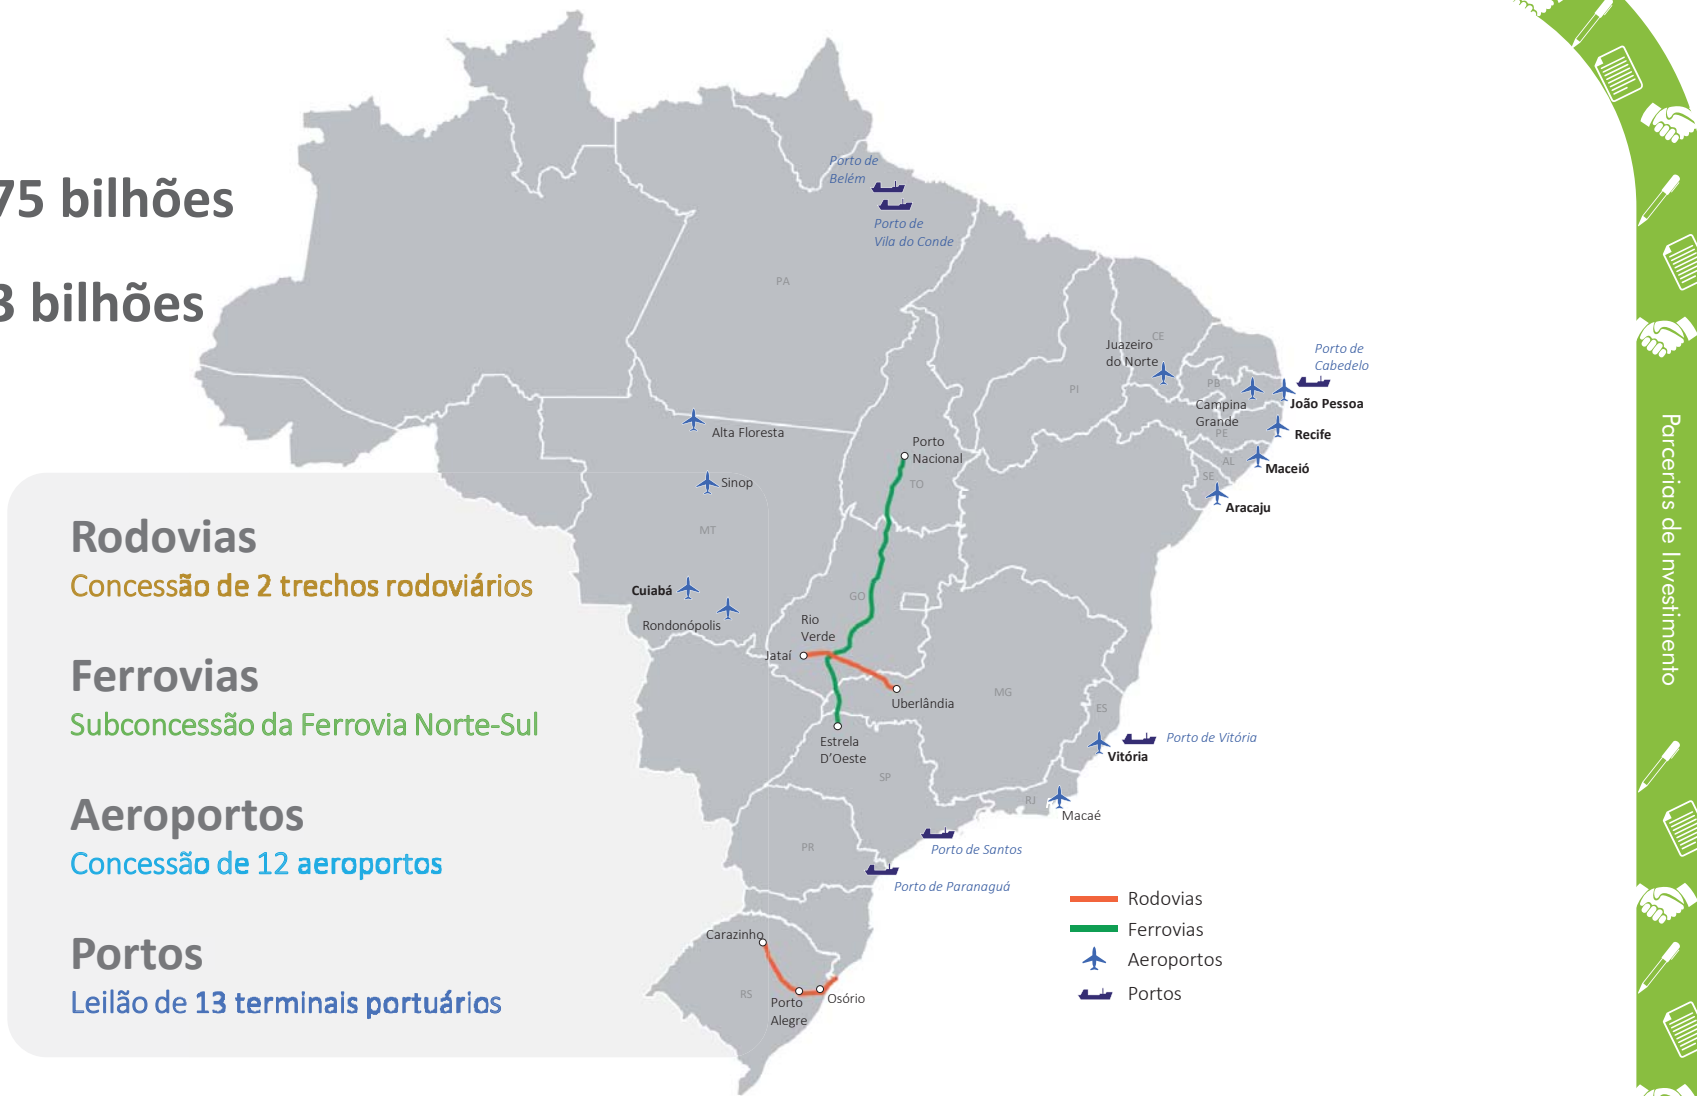 75 bilhões
3 bilhões
Rodovias
Concessão de 2 trechos rodoviários
Ferrovias
Subconcessão da Ferrovia Norte-Sul
Aeroportos
Concessão de 12 aeroportos
Portos
Leilão de 13 terminais portuários
Porto de
Belém
Porto de
Vila do Conde
PA
CE
Juazeiro
do Norte
Porto de
Cabedelo
PI
PB
Campina
Grande
João Pessoa
PE
Recife
AL
Maceió
SE
Aracaju
Alta Floresta
Porto
Nacional
TO
Sinop
MT
Cuiabá
Rondonópolis
GO
Rio
Verde
Jataí
Uberlândia
MG
ES
Estrela
D’Oeste
Porto de Vitória
Vitória
SP
RJ
Macaé
PR
Porto de Santos
Porto de Paranaguá
Carazinho
RS
Porto
Alegre
Osório
Rodovias
Ferrovias
Aeroportos
Portos
Parcerias de Investimento